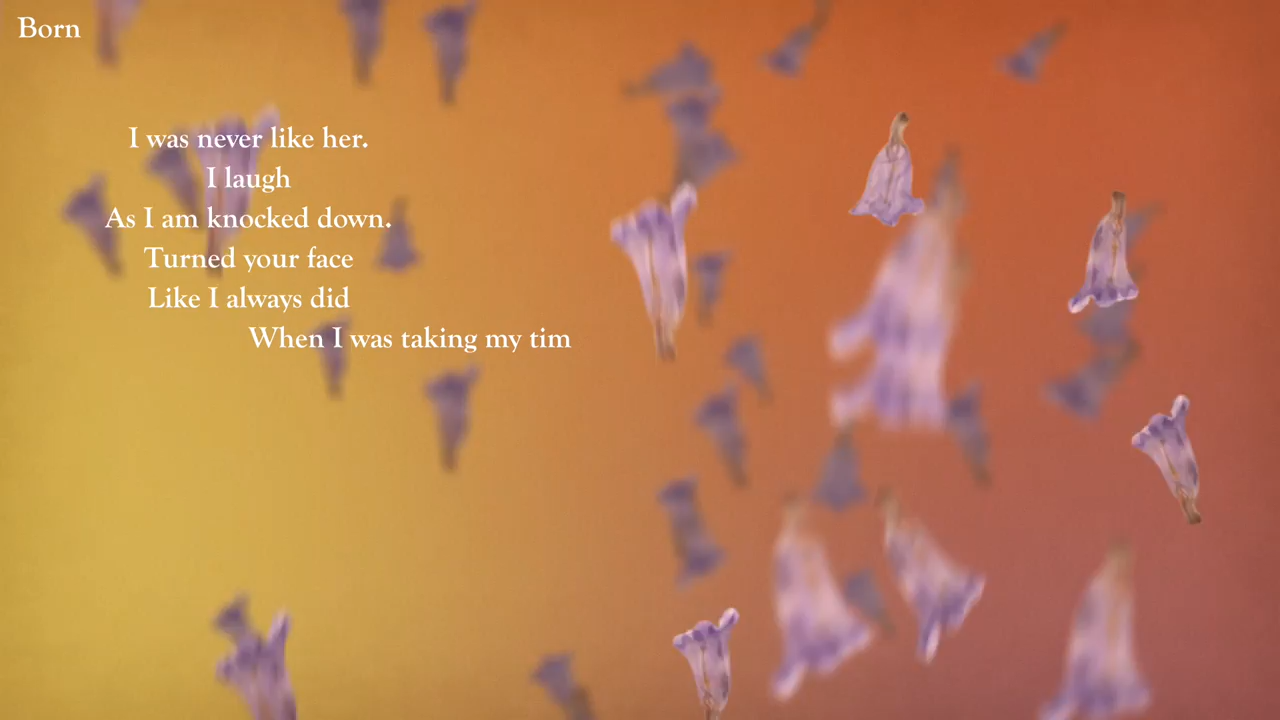 Born
I was never like her.
I laugh
As I am knocked down.
Turned your face
Like I always did
When I was taking my tim